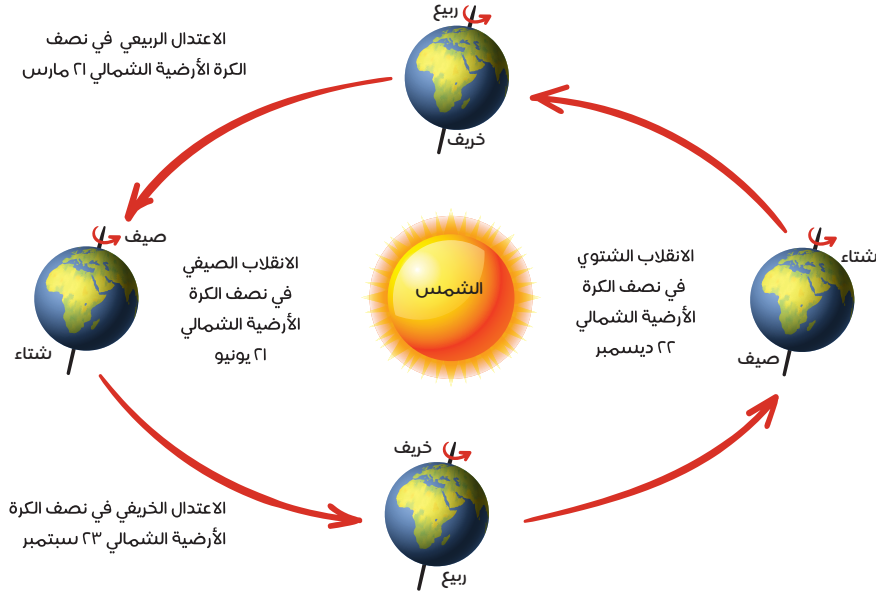 ربيع
الاعتدال الربيعي في نصف
الكرة الأرضية الشمالي ٢١ مارس
خريف
شتاء
الانقلاب الشتوي
في نصف الكرة
الأرضية الشمالي
٢٢ ديسمبر
صيف
الشمس
صيف
الانقلاب الصيفي
في نصف الكرة
الأرضية الشمالي
٢١ يونيو
شتاء
خريف
الاعتدال الخريفي في نصف الكرة
الأرضية الشمالي ٢٣ سبتمبر
ربيع